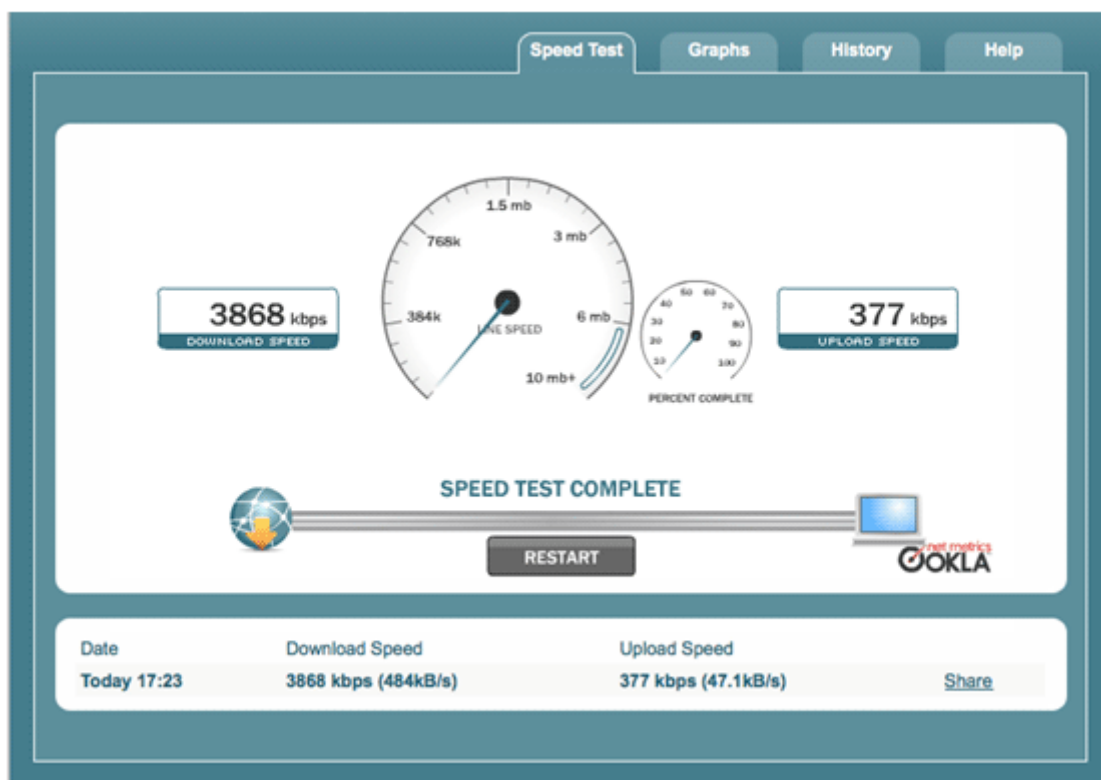 Speed Test Graphs History Help
1.5 mb
768k 3 mb
384k 6 mb
LINE SPEED
10 mb+
3868 kbps
DOWNLOAD SPEED
50 60
40 70
30 80
20 90
10 100
PERCENT COMPLETE
377 kbps
UPLOAD SPEED
SPEED TEST COMPLETE
RESTART
net metrics
OOKLA
Date Download Speed Upload Speed
Today 17:23 3868 kbps (484kB/s) 377 kbps (47.1kB/s) Share